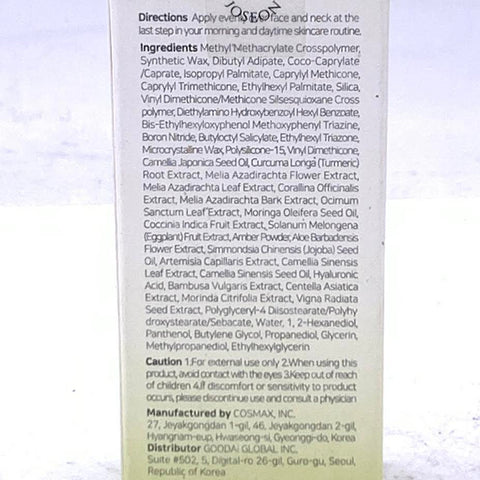 JOSEON
Directions Apply evenly face and neck at the
last step in your morning and daytime skincare routine.
Ingredients Methyl Methacrylate Crosspolymer,
Synthetic Wax, Dibutyl Adipate, Coco-Caprylate
/Caprate, Isopropyl Palmitate, Caprylyl Methicone,
Caprylyl Trimethicone, Ethylhexyl Palmitate, Silica,
Vinyl Dimethicone/Methicone Silsesquioxane Cross
polymer, Diethylamino Hydroxybenzoyl Hexyl Benzoate,
Bis-Ethylhexyloxyphenol Methoxyphenyl Triazine,
Boron Nitride, Butyloctyl Salicylate, Ethylhexyl Triazone,
Microcrystalline Wax, Polysilicone-15, Vinyl Dimethicone,
Camellia Japonica Seed Oil, Curcuma Longa (Turmeric)
Root Extract, Melia Azadirachta Flower Extract,
Melia Azadirachta Leaf Extract, Corallina Officinalis
Extract, Melia Azadirachta Bark Extract, Ocimum
Sanctum Leaf Extract, Moringa Oleifera Seed Oil,
Coccinia Indica Fruit Extract, Solanum Melongena
(Eggplant) Fruit Extract, Amber Powder, Aloe Barbadensis
Flower Extract, Simmondsia Chinensis (Jojoba) Seed
Oil, Artemisia Capillaris Extract, Camellia Sinensis
Leaf Extract, Camellia Sinensis Seed Oil, Hyaluronic
Acid, Bambusa Vulgaris Extract, Centella Asiatica
Extract, Morinda Citrifolia Extract, Vigna Radiata
Seed Extract, Polyglyceryl-4 Diisostearate/Polyhy
droxystearate/Sebacate, Water, 1, 2-Hexanediol,
Panthenol, Butylene Glycol, Propanediol, Glycerin,
Methylpropanediol, Ethylhexylglycerin
Caution 1.For external use only 2.When using this
product, avoid contact with the eyes 3.Keep out of reach
of children 4.If discomfort or sensitivity to product
occurs, please discontinue use and consult a physician
Manufactured by COSMAX, INC.
27, Jeyakgongdan 1-gil, 46, Jeyakgongdan 2-gil,
Hyangnam-eup, Hwaseong-si, Gyeonggi-do, Korea
Distributor GOODAI GLOBAL INC.
Suite #502, 5, Digital-ro 26-gil, Guro-gu, Seoul,
Republic of Korea